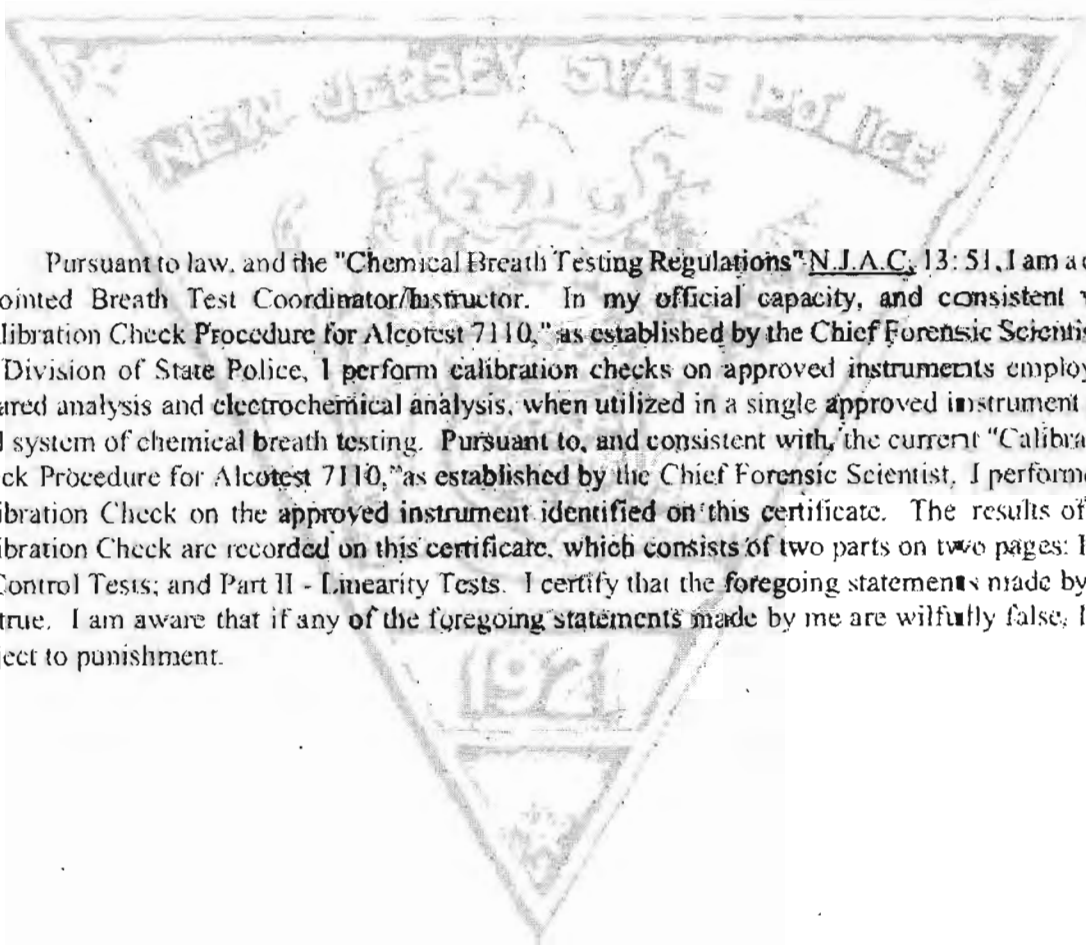 NEW JERSEY STATE POLICE
Pursuant to law, and the "Chemical Breath Testing Regulations" N.J.A.C. 13: 51, I am a
ointed Breath Test Coordinator/Instructor. In my official capacity, and consistent
libration Check Procedure for Alcotest 7110," as established by the Chief Forensic Scienti
Division of State Police, I perform calibration checks on approved instruments employ
ared analysis and electrochemical analysis, when utilized in a single approved instrument
l system of chemical breath testing. Pursuant to, and consistent with, the current "Calibra
ck Procedure for Alcotest 7110," as established by the Chief Forensic Scientist, I perform
ibration Check on the approved instrument identified on this certificate. The results of
ibration Check are recorded on this certificate, which consists of two parts on two pages:
Control Tests; and Part II - Linearity Tests. I certify that the foregoing statements made by
true. I am aware that if any of the foregoing statements made by me are wilfully false,
ject to punishment.
1921